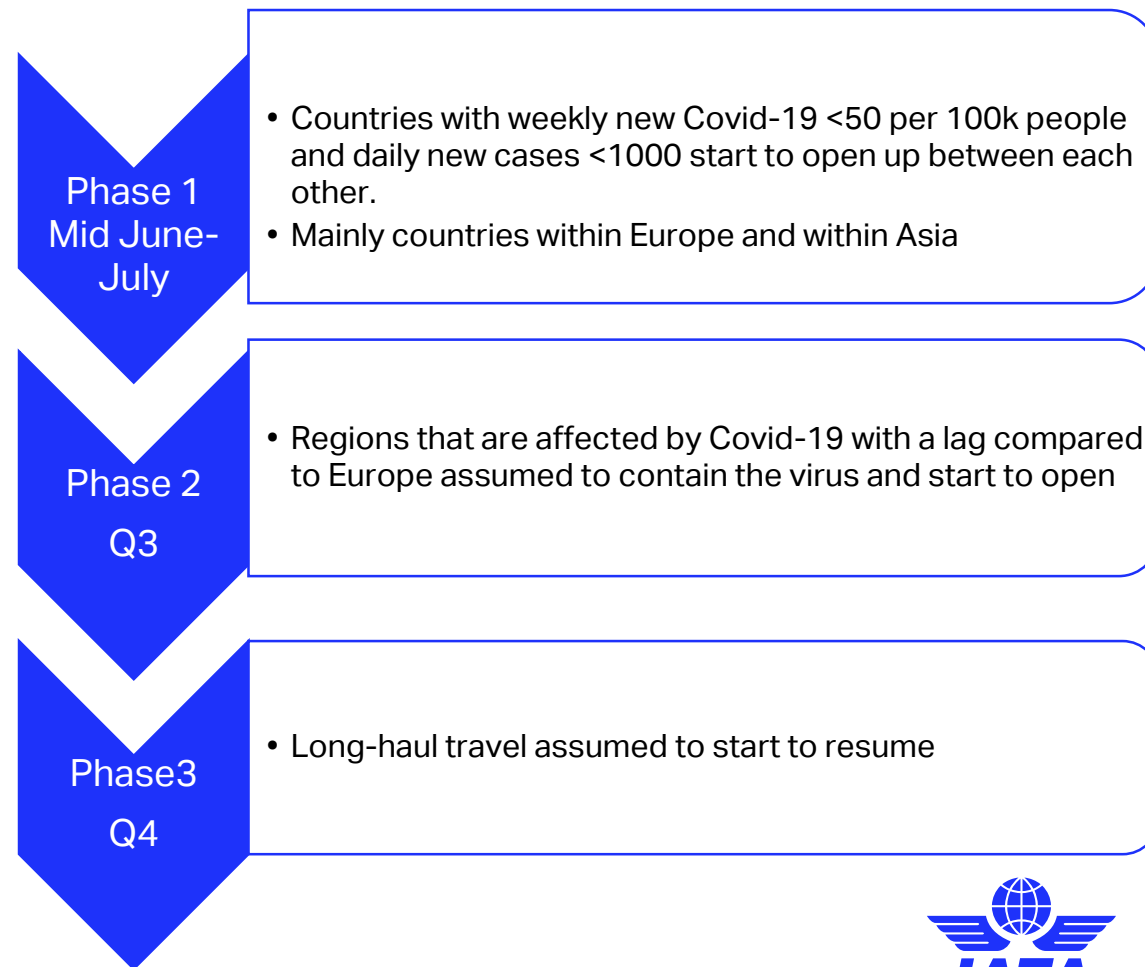 Phase 1
Mid June-
July
• Countries with weekly new Covid-19 <50 per 100k people
and daily new cases <1000 start to open up between each
other.
• Mainly countries within Europe and within Asia
Phase 2
Q3
• Regions that are affected by Covid-19 with a lag compared
to Europe assumed to contain the virus and start to open
Phase3
Q4
• Long-haul travel assumed to start to resume